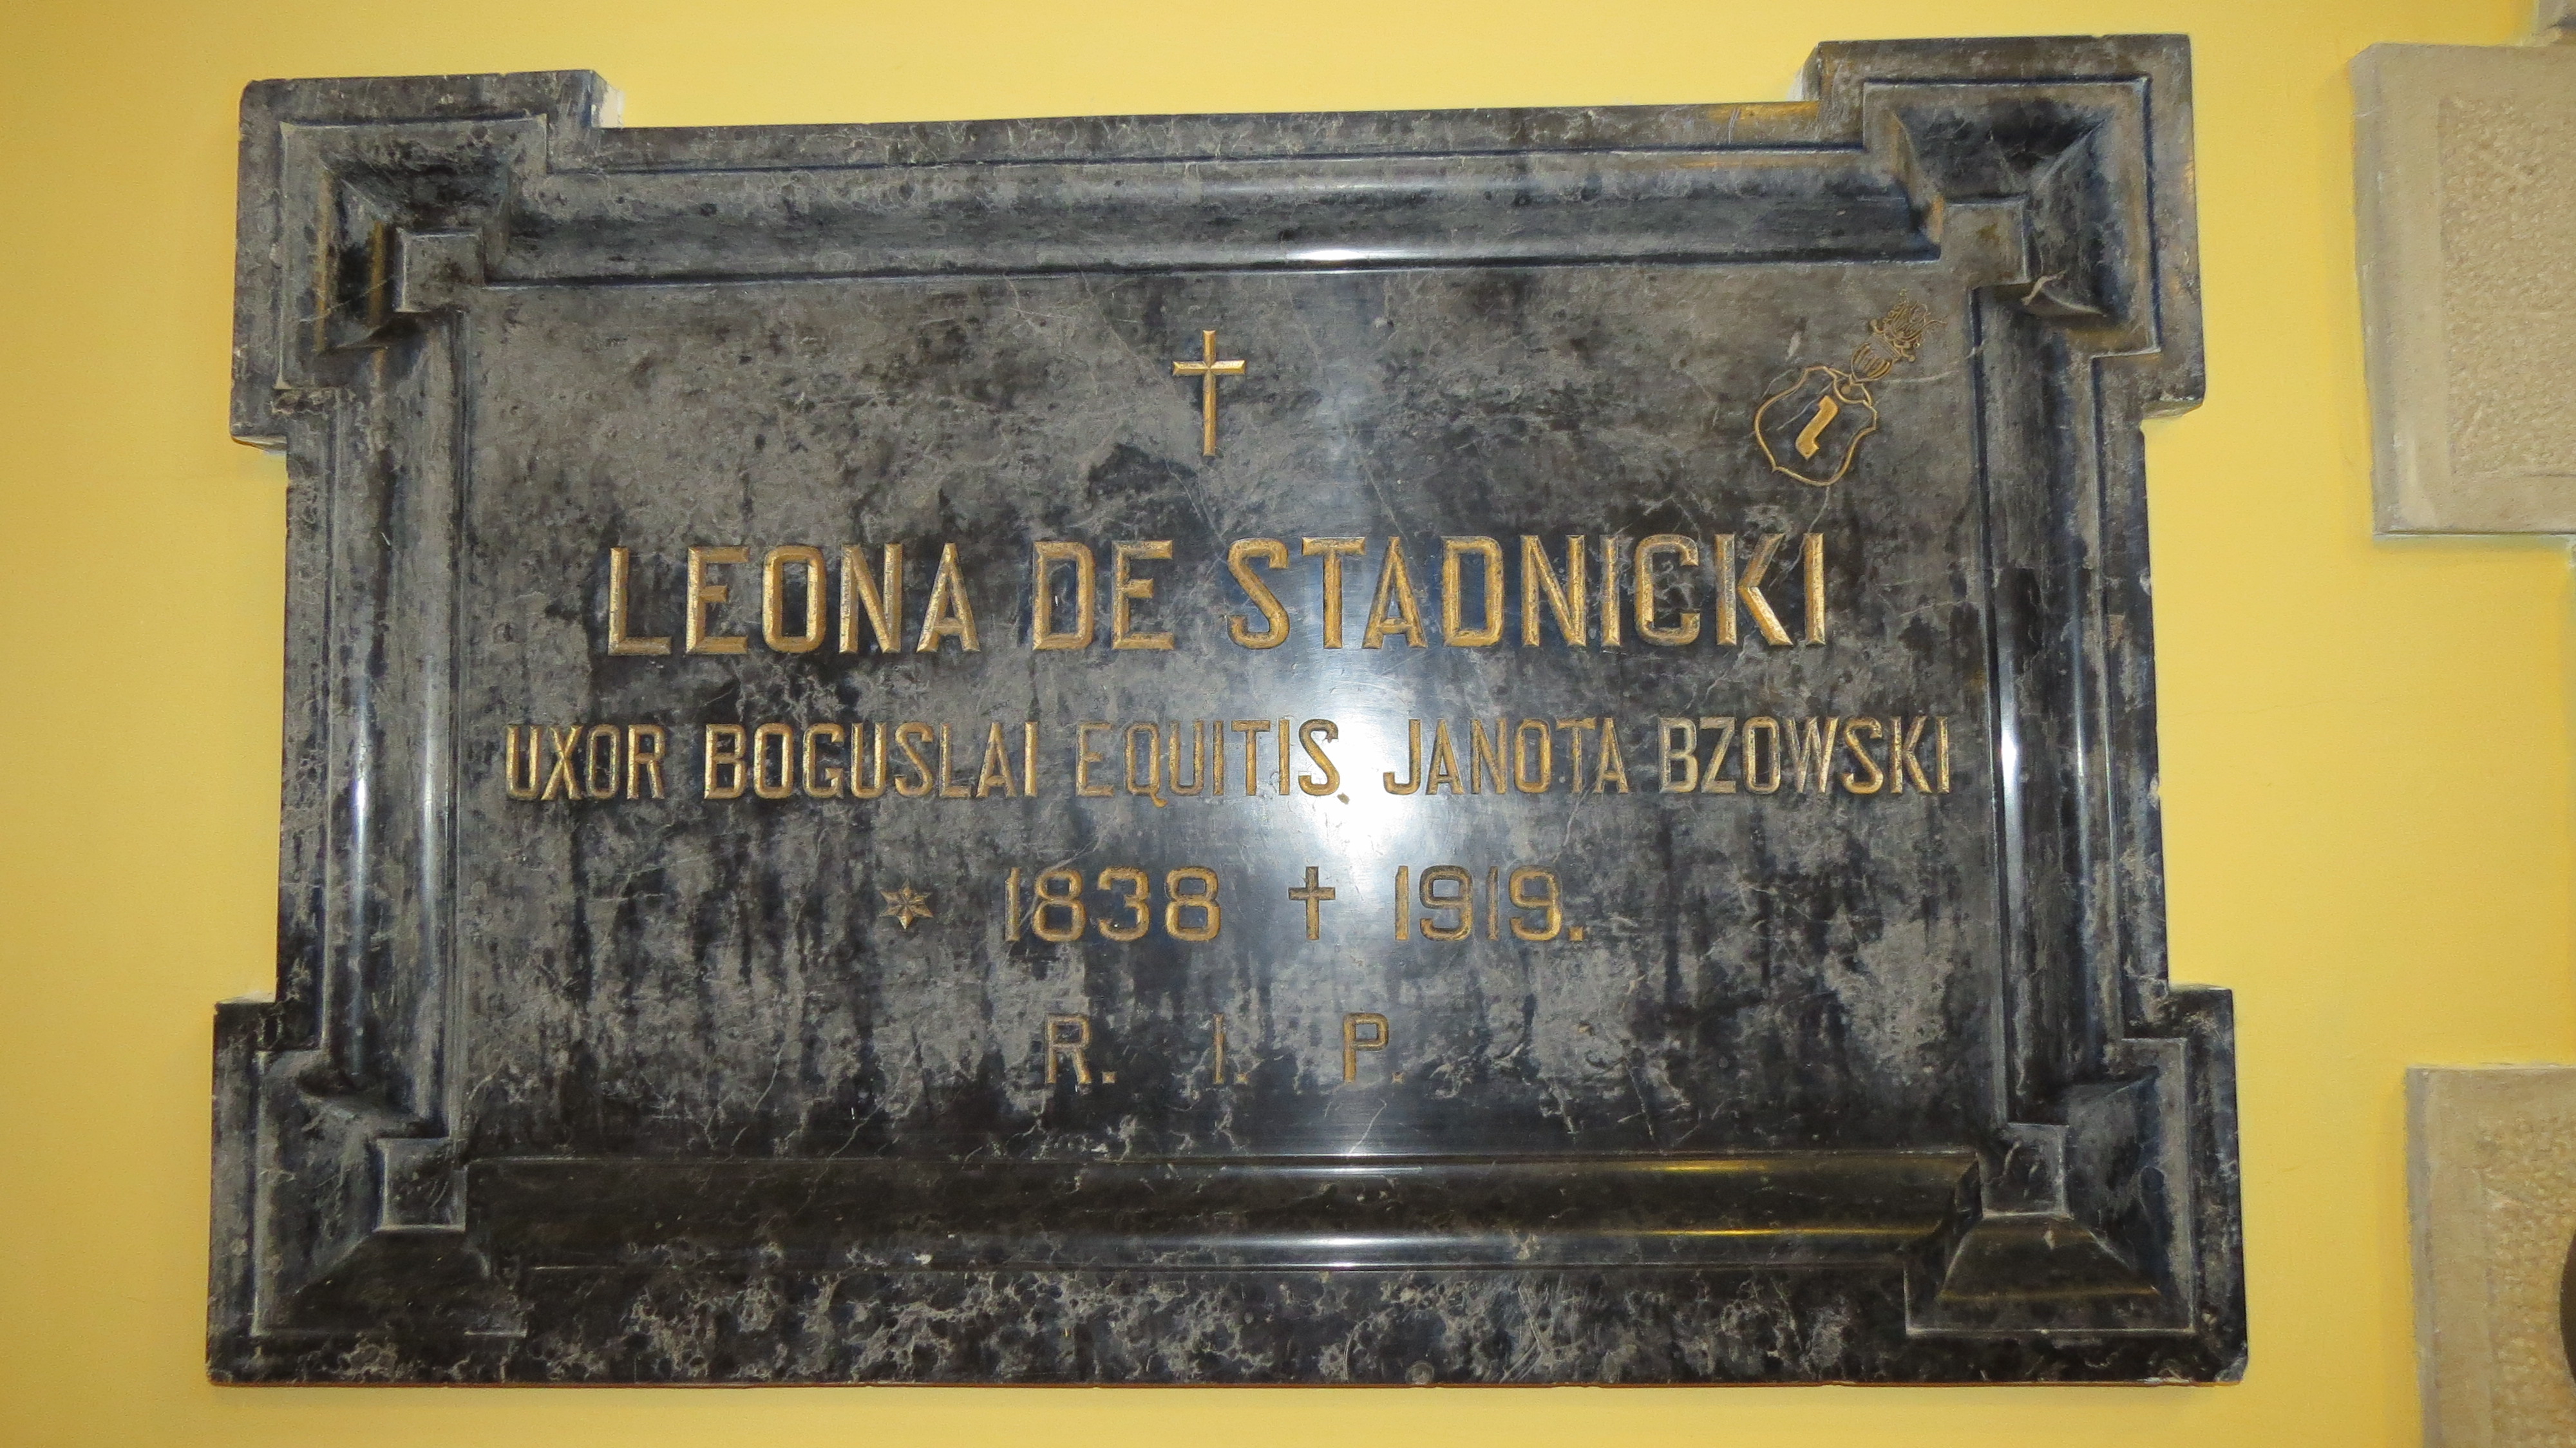 LEONA DE STADNICKI
UXOR BOGUSLAI EQUITIS JANOTA BZOWSKI
* 1838 † 1919.
R. I. P.